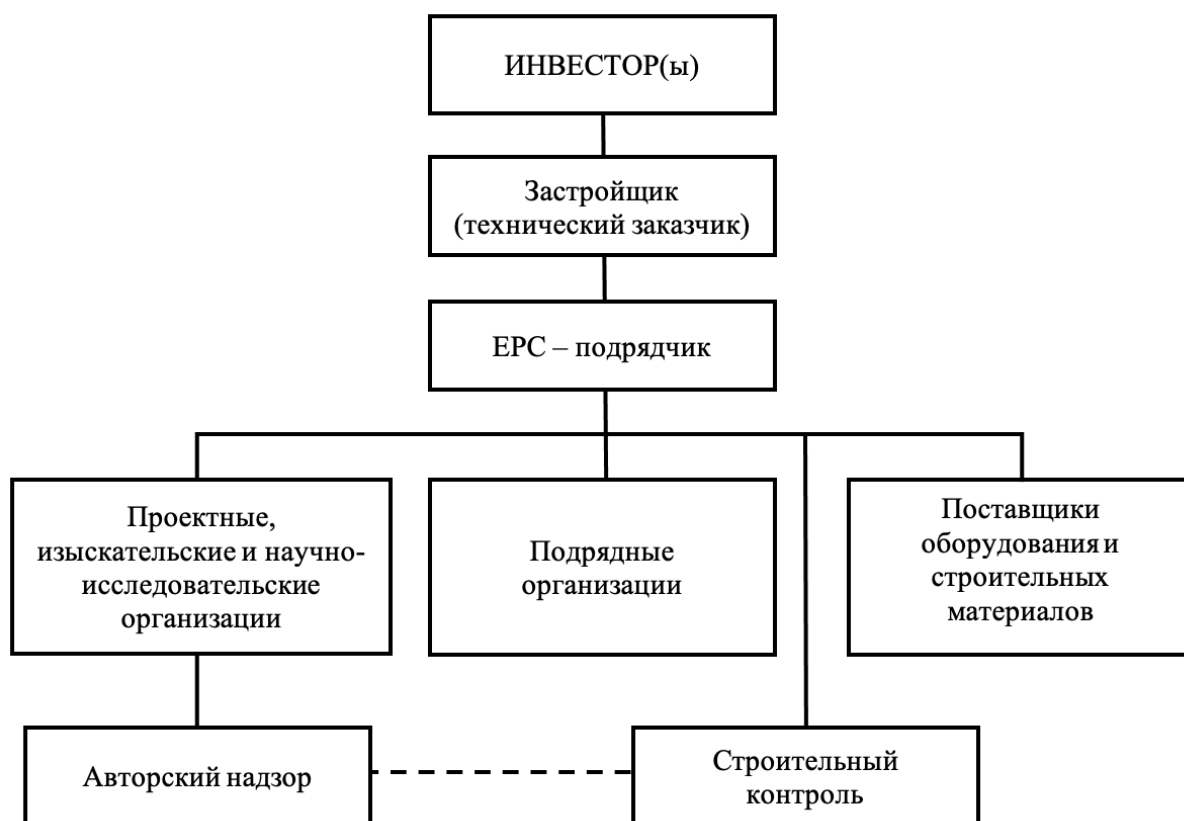 ИНВЕСТОР(ы)
Застройщик
(технический заказчик)
EPC – подрядчик
Проектные,
изыскательские и научно-
исследовательские
организации
Подрядные
организации
Поставщики
оборудования и
строительных
материалов
Авторский надзор
Строительный
контроль